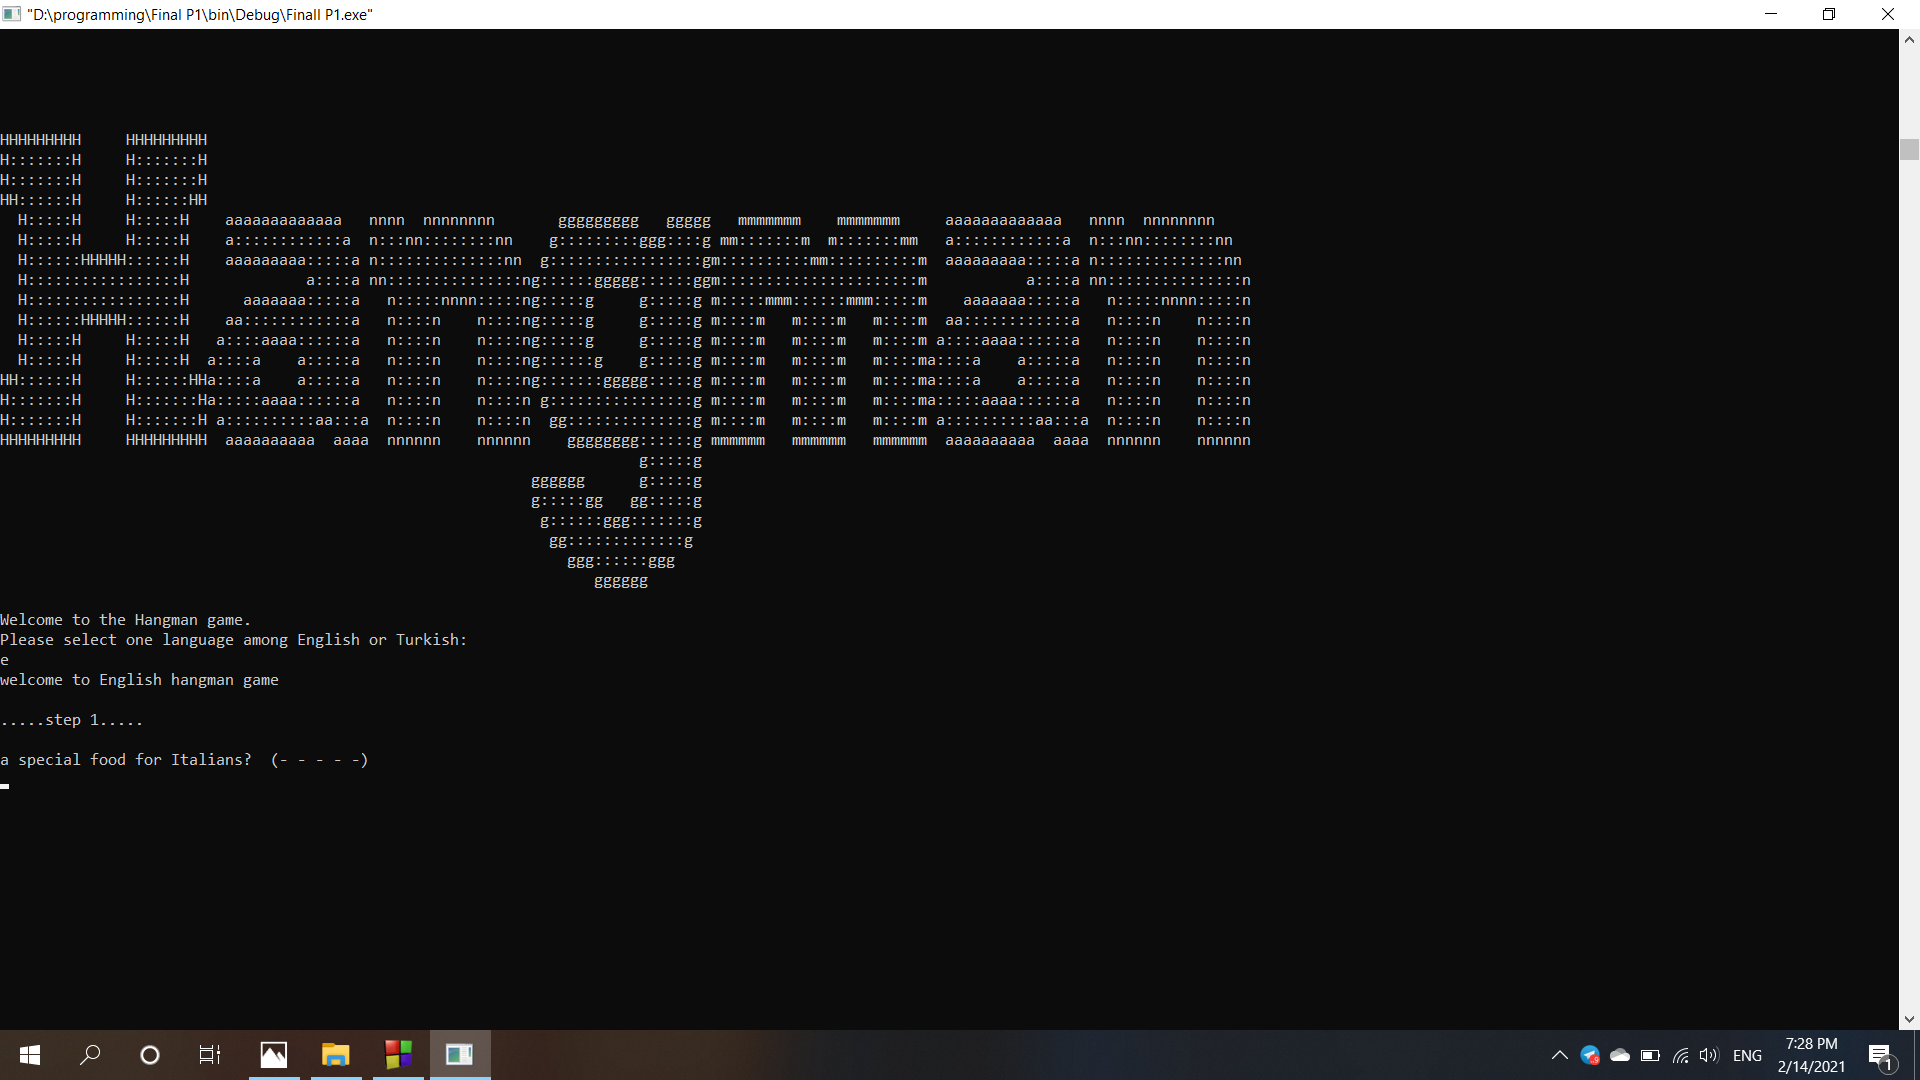 "D:\programming\Final P1\bin\Debug\Finall P1.exe"
HHHHHHHHH     HHHHHHHHH
H:::::::H     H:::::::H
H:::::::H     H:::::::H
HH::::::H     H::::::HH
  H:::::H     H:::::H    aaaaaaaaaaaaa   nnnn  nnnnnnnn       ggggggggg   ggggg   mmmmmmm    mmmmmmm     aaaaaaaaaaaaa   nnnn  nnnnnnnn
  H:::::H     H:::::H    a::::::::::::a  n:::nn::::::::nn    g:::::::::ggg::::g mm:::::::m  m:::::::mm   a::::::::::::a  n:::nn::::::::nn
  H::::::HHHHH::::::H    aaaaaaaaa:::::a n::::::::::::::nn  g:::::::::::::::::gm::::::::::mm::::::::::m  aaaaaaaaa:::::a n::::::::::::::nn
  H:::::::::::::::::H             a::::a nn:::::::::::::::ng::::::ggggg::::::ggm::::::::::::::::::::::m           a::::a nn:::::::::::::::n
  H:::::::::::::::::H      aaaaaaa:::::a   n:::::nnnn:::::ng:::::g     g:::::g m:::::mmm::::::mmm:::::m    aaaaaaa:::::a   n:::::nnnn:::::n
  H::::::HHHHH::::::H    aa::::::::::::a   n::::n    n::::ng:::::g     g:::::g m::::m   m::::m   m::::m  aa::::::::::::a   n::::n    n::::n
  H:::::H     H:::::H   a::::aaaa::::::a   n::::n    n::::ng:::::g     g:::::g m::::m   m::::m   m::::m a::::aaaa::::::a   n::::n    n::::n
  H:::::H     H:::::H  a::::a    a:::::a   n::::n    n::::ng::::::g    g:::::g m::::m   m::::m   m::::ma::::a    a:::::a   n::::n    n::::n
HH::::::H     H::::::HHa::::a    a:::::a   n::::n    n::::ng:::::::ggggg:::::g m::::m   m::::m   m::::ma::::a    a:::::a   n::::n    n::::n
H:::::::H     H:::::::Ha:::::aaaa::::::a   n::::n    n::::n g::::::::::::::::g m::::m   m::::m   m::::ma:::::aaaa::::::a   n::::n    n::::n
H:::::::H     H:::::::H a::::::::::aa:::a  n::::n    n::::n  gg::::::::::::::g m::::m   m::::m   m::::m a::::::::::aa:::a  n::::n    n::::n
HHHHHHHHH     HHHHHHHHH  aaaaaaaaaa  aaaa  nnnnnn    nnnnnn    gggggggg::::::g mmmmmm   mmmmmm   mmmmmm  aaaaaaaaaa  aaaa  nnnnnn    nnnnnn
                                                                       g:::::g
                                                           gggggg      g:::::g
                                                           g:::::gg   gg:::::g
                                                            g::::::ggg:::::::g
                                                             gg:::::::::::::g
                                                               ggg::::::ggg
                                                                  gggggg
Welcome to the Hangman game.
Please select one language among English or Turkish:
e
welcome to English hangman game
.....step 1.....
a special food for Italians?  (- - - - -)
ENG
7:28 PM
2/14/2021
1